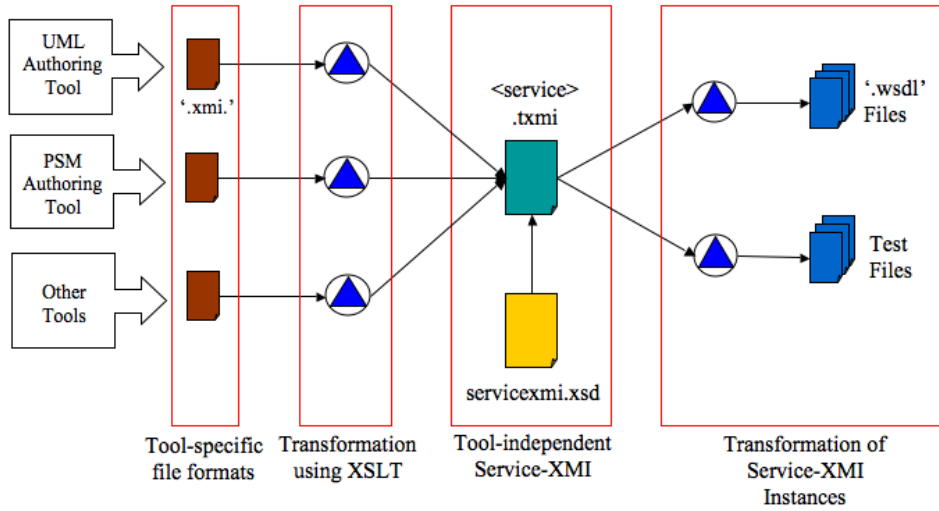 UML
Authoring
Tool
‘.xmi.’
PSM
Authoring
Tool
Other
Tools
<service>
.txmi
servicexmi.xsd
‘.wsdl’
Files
Test
Files
Tool-specific
file formats
Transformation
using XSLT
Tool-independent
Service-XMI
Transformation of
Service-XMI
Instances